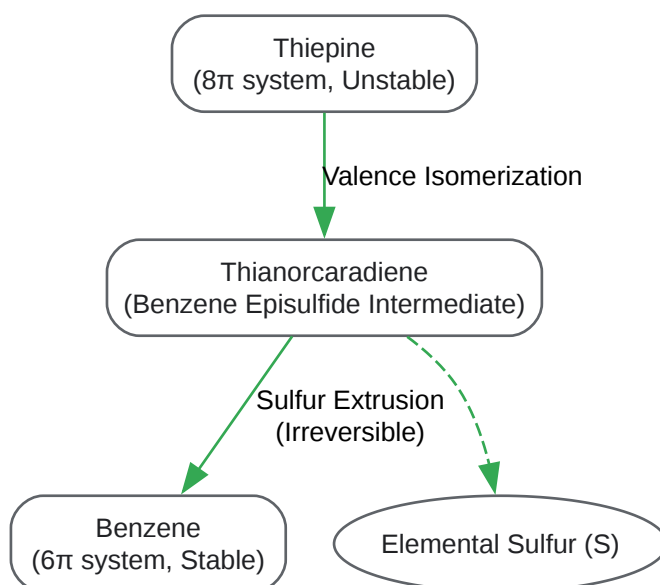 Thiepine
(8π system, Unstable)
Valence Isomerization
Thianorcaradiene
(Benzene Episulfide Intermediate)
Sulfur Extrusion
(Irreversible)
Benzene
(6π system, Stable)
Elemental Sulfur (S)